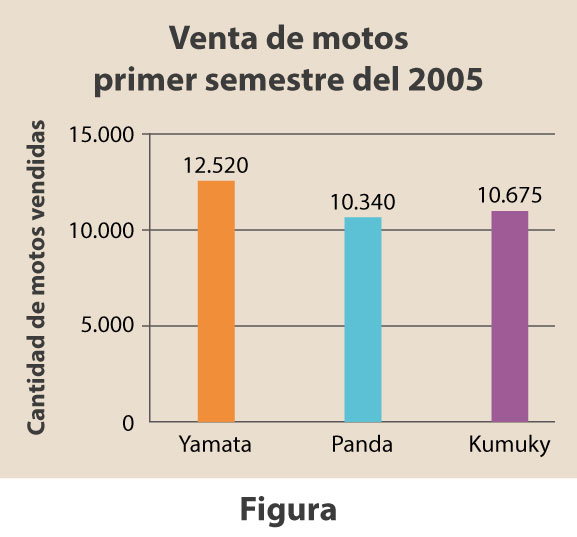 Venta de motos
primer semestre del 2005
Cantidad de motos vendidas
15.000
10.000
5.000
0
12.520
10.340
10.675
Yamata
Panda
Kumuky
Figura